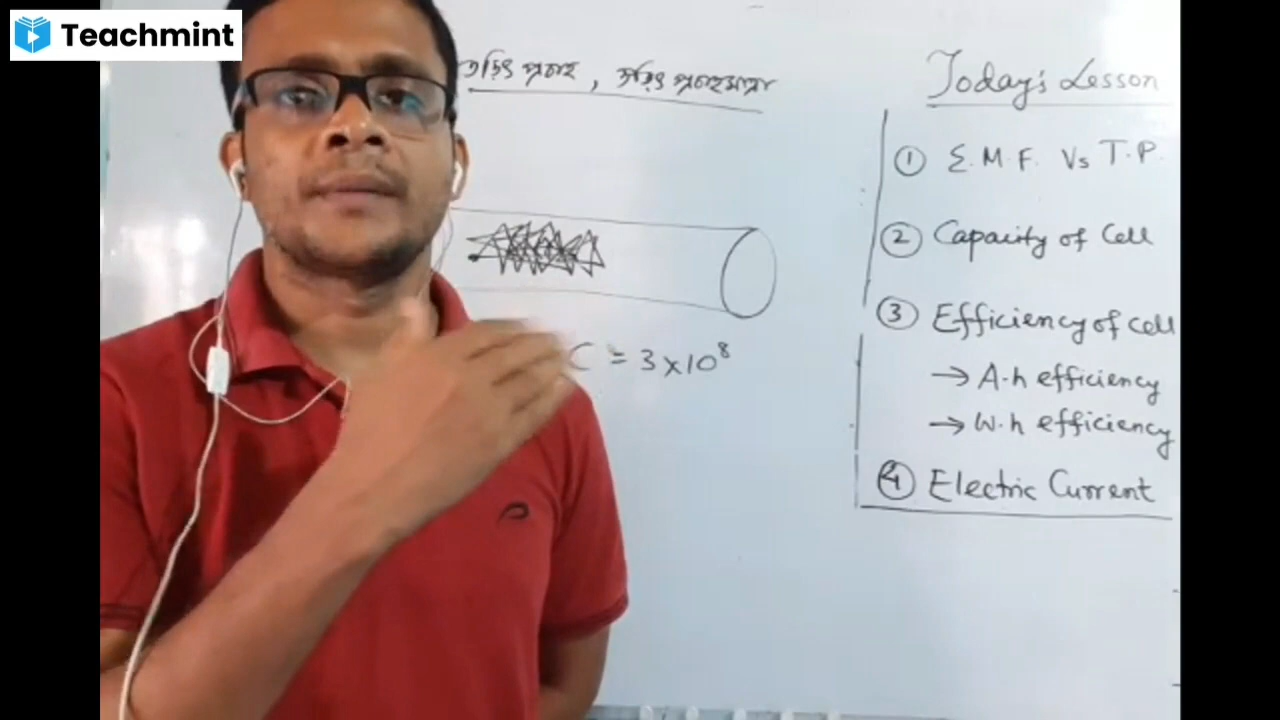 Teachmint
তড়িৎ প্রবাহ, তড়িৎ প্রবাহমাত্রা
C = 3 x 10⁸
Today's Lesson
① E.M.F. Vs T.P.
② Capacity of Cell
③ Efficiency of Cell
→ A-h efficiency
→ W.h efficiency
④ Electric Current